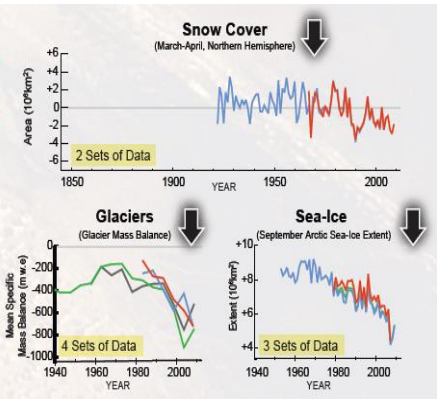 Snow Cover
(March-April, Northern Hemisphere)
Area (10⁶km²)
+6
+4
+2
0
-2
-4
-6
2 Sets of Data
1850
1900
1950
2000
YEAR
Glaciers
(Glacier Mass Balance)
Mean Specific
Mass Balance (m w.e)
0
-200
-400
-600
-800
-1000
4 Sets of Data
1940
1960
1980
2000
YEAR
Sea-Ice
(September Arctic Sea-Ice Extent)
Extent (10⁶km²)
+10
+8
+6
+4
3 Sets of Data
1940
1960
1980
2000
YEAR